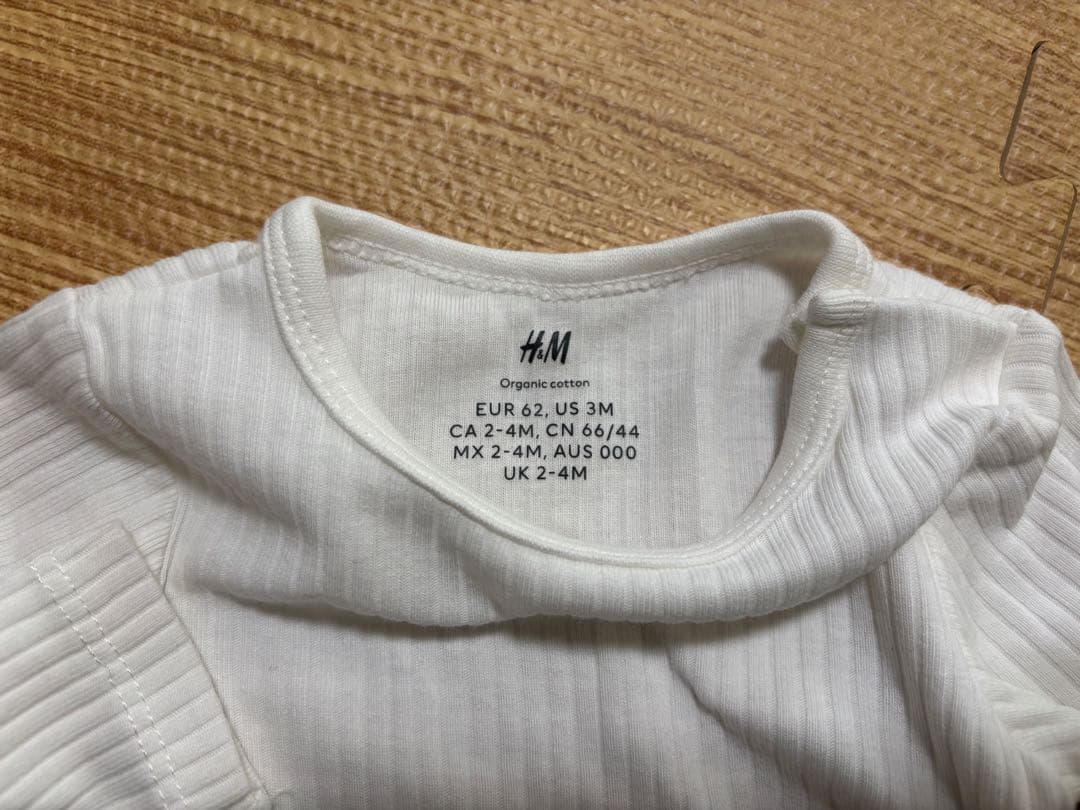 H&M
Organic cotton
EUR 62, US 3M
CA 2-4M, CN 66/44
MX 2-4M, AUS 000
UK 2-4M